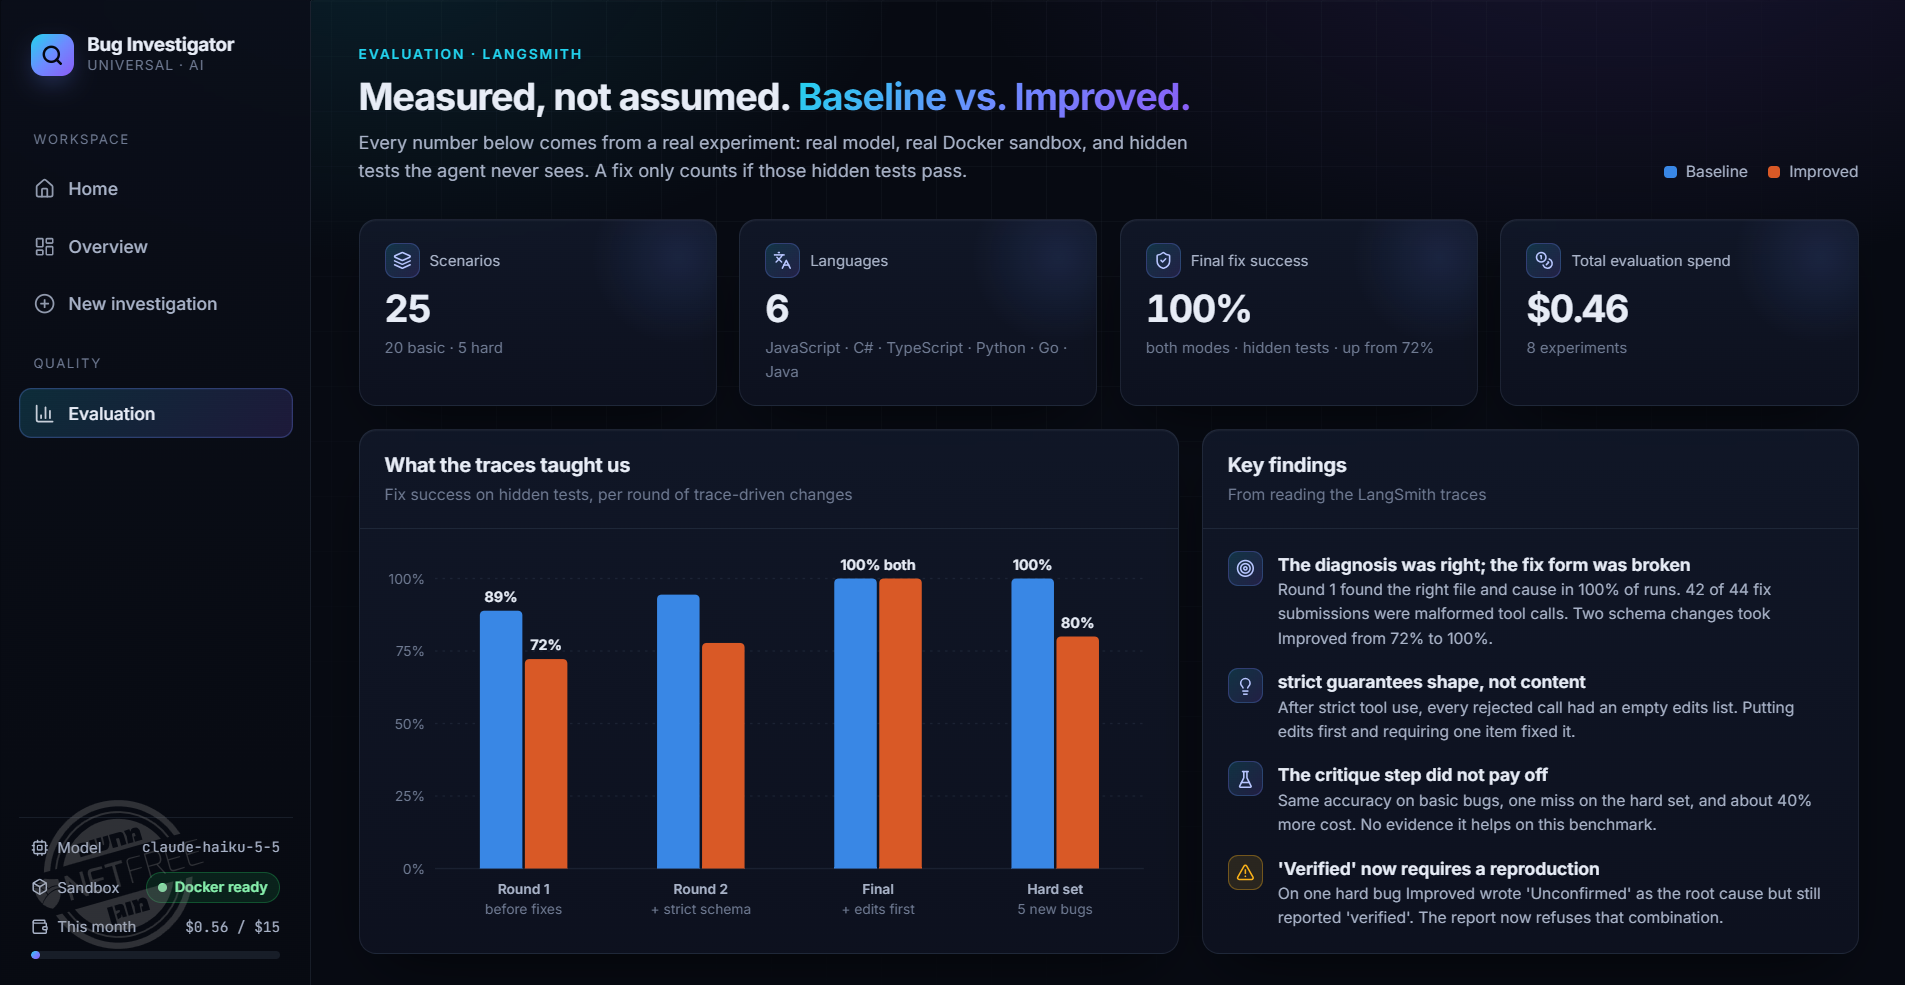 Bug Investigator
UNIVERSAL · AI
WORKSPACE
Home
Overview
New investigation
QUALITY
Evaluation
Model claude-haiku-5-5
Sandbox Docker ready
This month $0.56 / $15
NETFREE
EVALUATION · LANGSMITH
Measured, not assumed. Baseline vs. Improved.
Every number below comes from a real experiment: real model, real Docker sandbox, and hidden
tests the agent never sees. A fix only counts if those hidden tests pass.
Baseline Improved
Scenarios
25
20 basic · 5 hard
Languages
6
JavaScript · C# · TypeScript · Python · Go ·
Java
Final fix success
100%
both modes · hidden tests · up from 72%
Total evaluation spend
$0.46
8 experiments
What the traces taught us
Fix success on hidden tests, per round of trace-driven changes
100%
75%
50%
25%
0%
89%
72%
100% both
100%
80%
Round 1
before fixes
Round 2
+ strict schema
Final
+ edits first
Hard set
5 new bugs
Key findings
From reading the LangSmith traces
The diagnosis was right; the fix form was broken
Round 1 found the right file and cause in 100% of runs. 42 of 44 fix
submissions were malformed tool calls. Two schema changes took
Improved from 72% to 100%.
strict guarantees shape, not content
After strict tool use, every rejected call had an empty edits list. Putting
edits first and requiring one item fixed it.
The critique step did not pay off
Same accuracy on basic bugs, one miss on the hard set, and about 40%
more cost. No evidence it helps on this benchmark.
'Verified' now requires a reproduction
On one hard bug Improved wrote 'Unconfirmed' as the root cause but still
reported 'verified'. The report now refuses that combination.